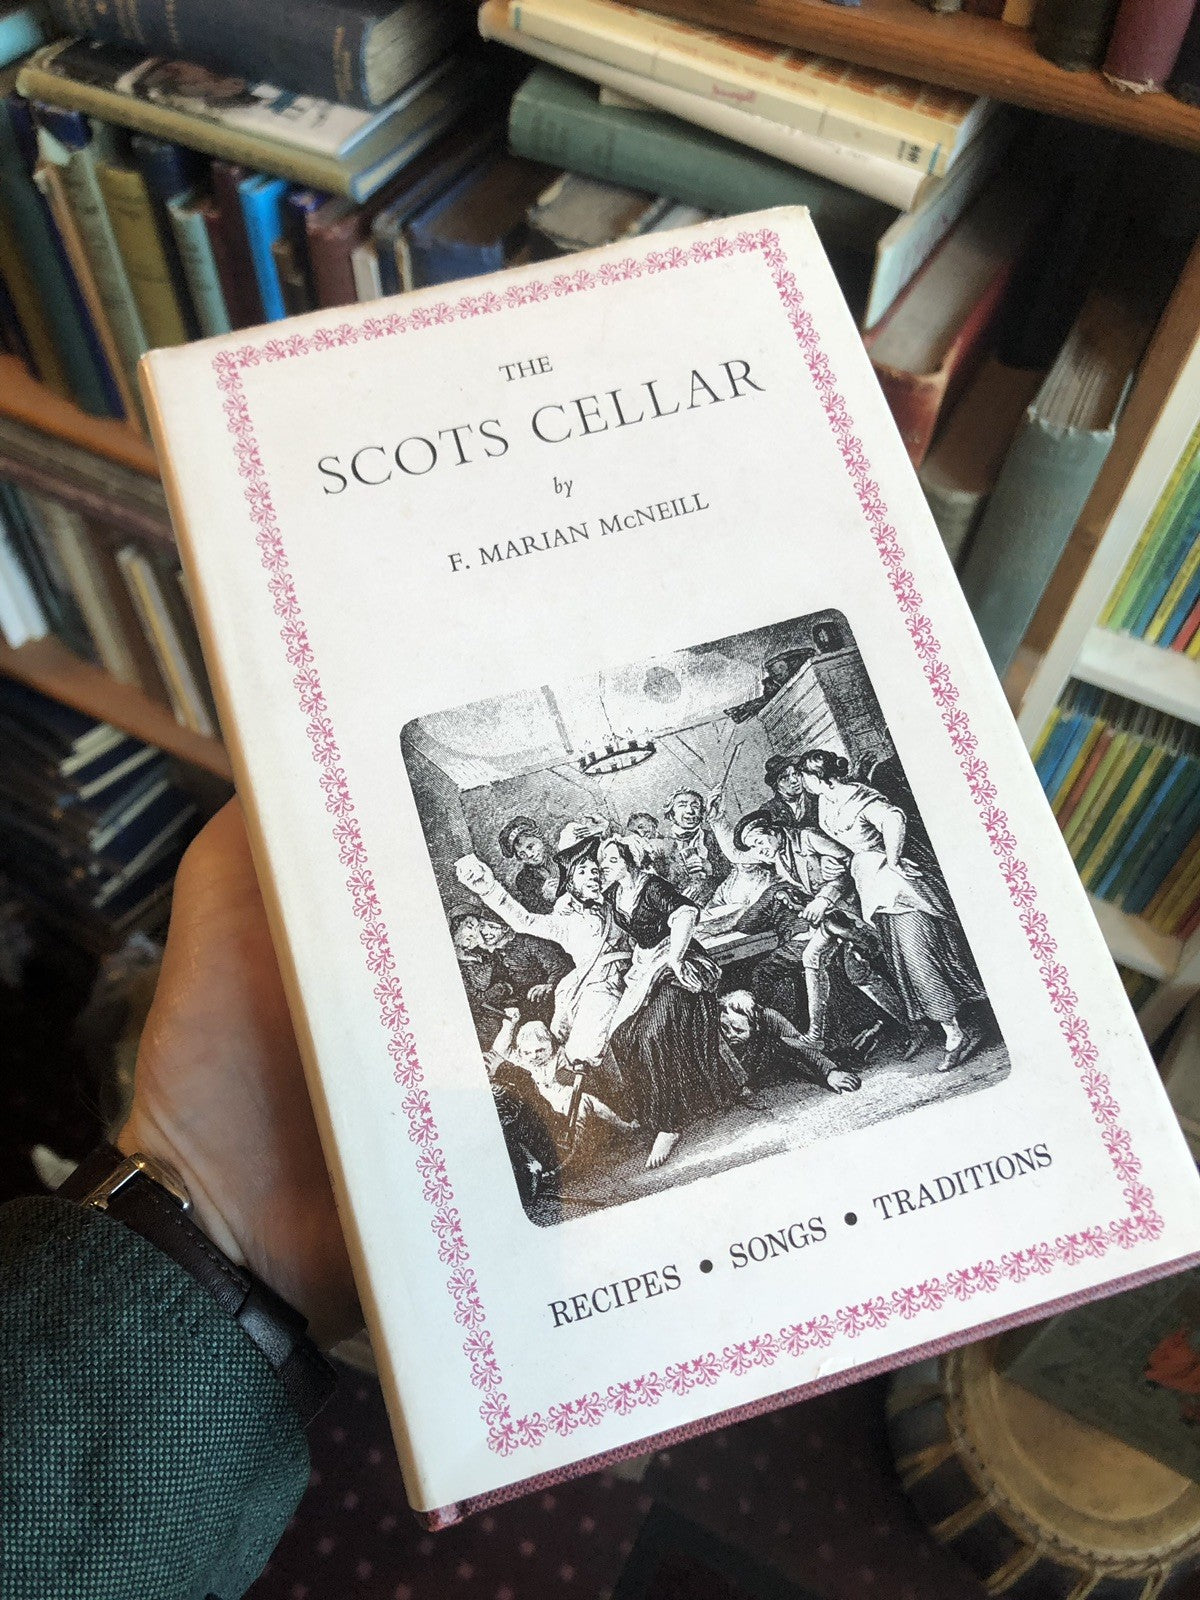 THE
SCOTS CELLAR
by
F. MARIAN McNEILL
RECIPES • SONGS • TRADITIONS